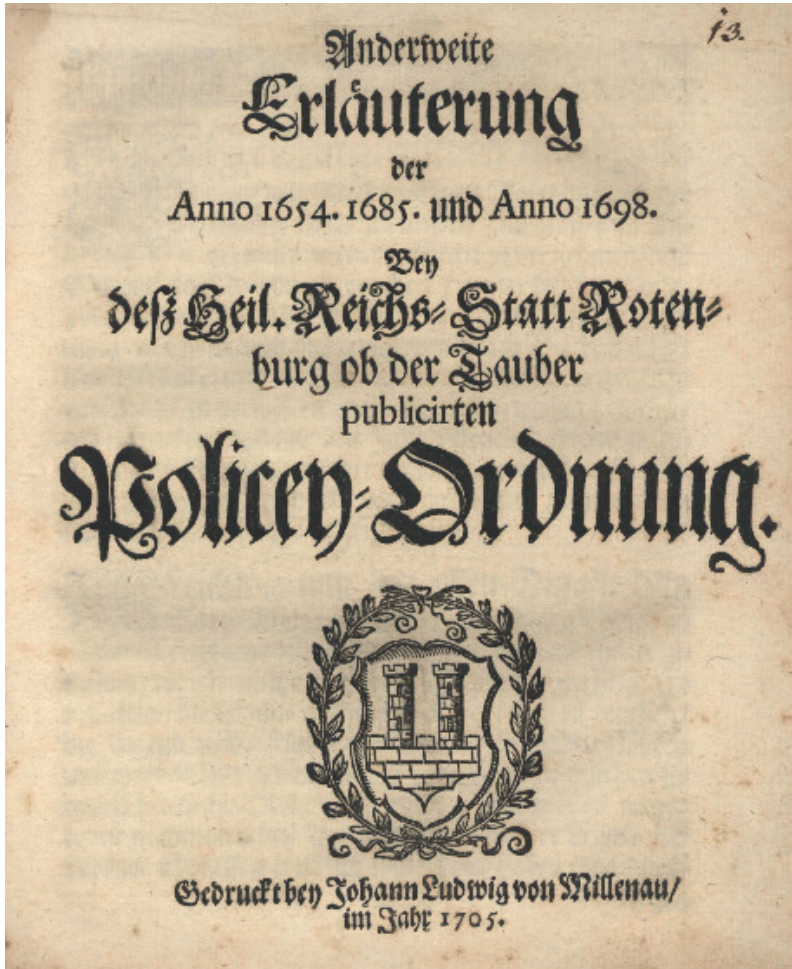 13.
Anderweite
Erläuterung
der
Anno 1654. 1685. und Anno 1698.
Bey
deß Heil. Reichs-Statt Roten-
burg ob der Tauber
publicirten
Policey-Ordnung.
Gedruckt bey Johann Ludwig von Millenau/
im Jahr 1705.